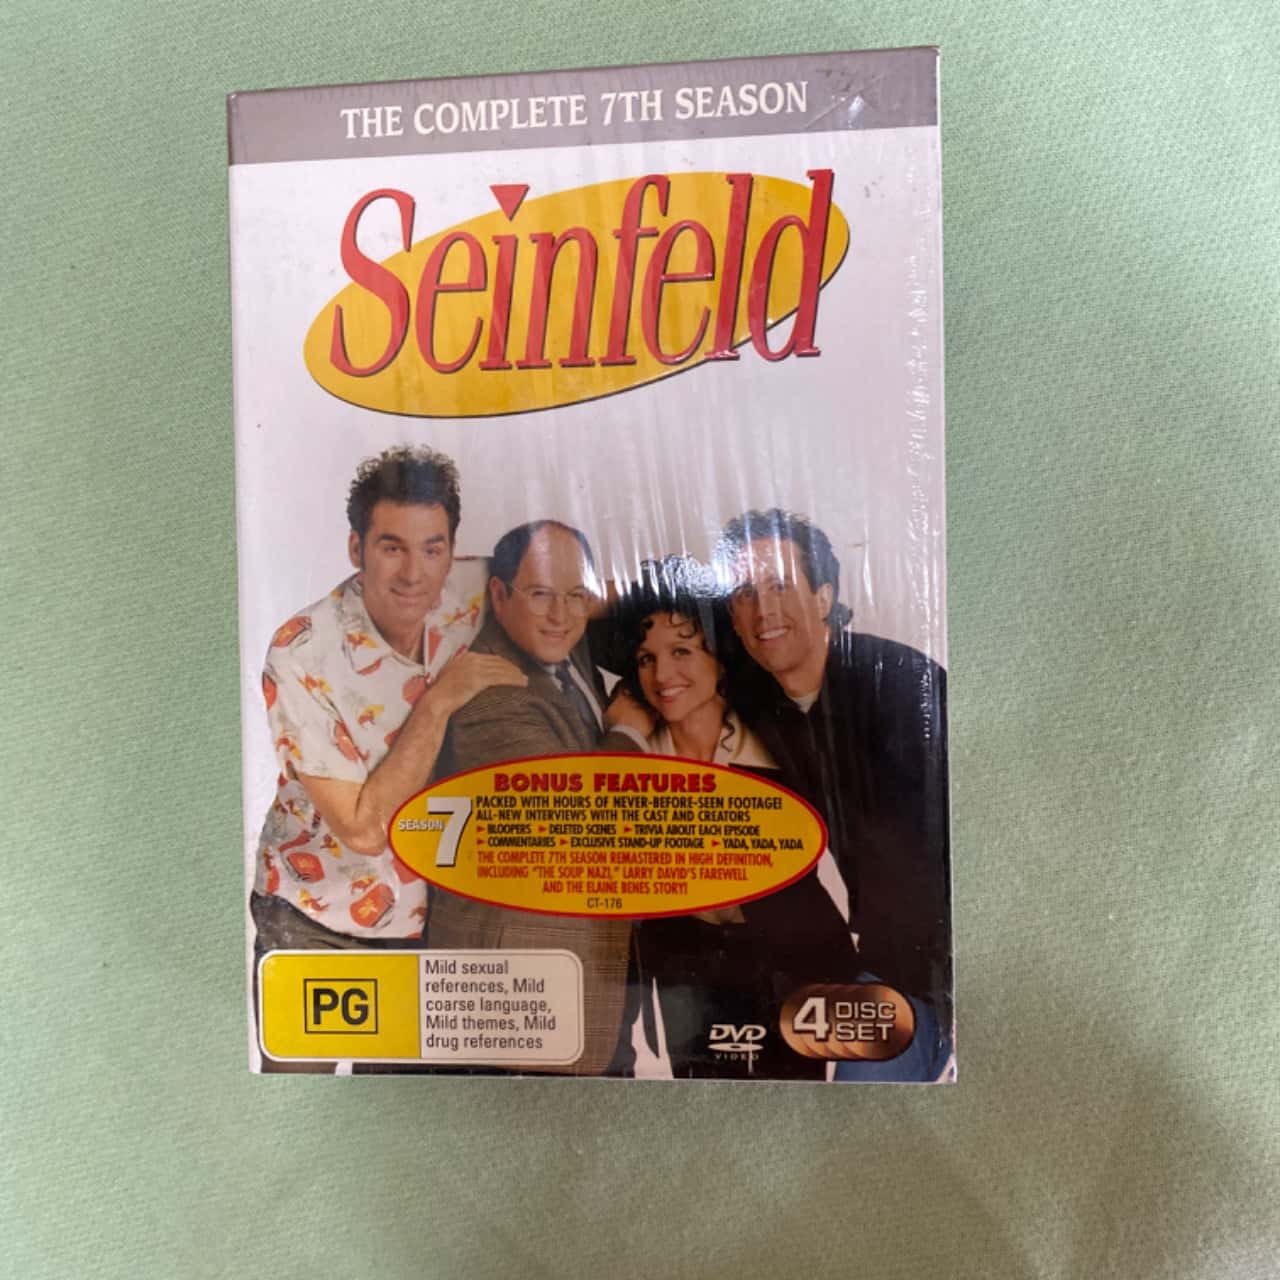 THE COMPLETE 7TH SEASON
Seinfeld
BONUS FEATURES
SEASON 7
PACKED WITH HOURS OF NEVER-BEFORE-SEEN FOOTAGE!
ALL-NEW INTERVIEWS WITH THE CAST AND CREATORS
► BLOOPERS ► DELETED SCENES ► TRIVIA ABOUT EACH EPISODE
► COMMENTARIES ► EXCLUSIVE STAND-UP FOOTAGE ► YADA, YADA, YADA
THE COMPLETE 7TH SEASON REMASTERED IN HIGH DEFINITION,
INCLUDING "THE SOUP NAZI," LARRY DAVID'S FAREWELL
AND THE ELAINE BENES STORY!
CT-176
PG
Mild sexual
references, Mild
coarse language,
Mild themes, Mild
drug references
DVD
VIDEO
4 DISC
SET